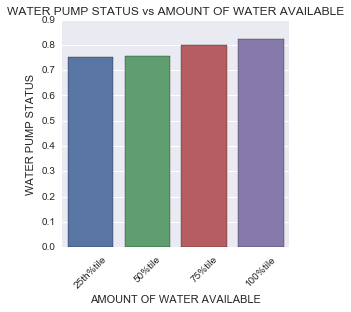 WATER PUMP STATUS vs AMOUNT OF WATER AVAILABLE
0.9
0.8
0.7
0.6
0.5
0.4
0.3
0.2
0.1
0.0
WATER PUMP STATUS
25th%tile
50%tile
75%tile
100%tile
AMOUNT OF WATER AVAILABLE